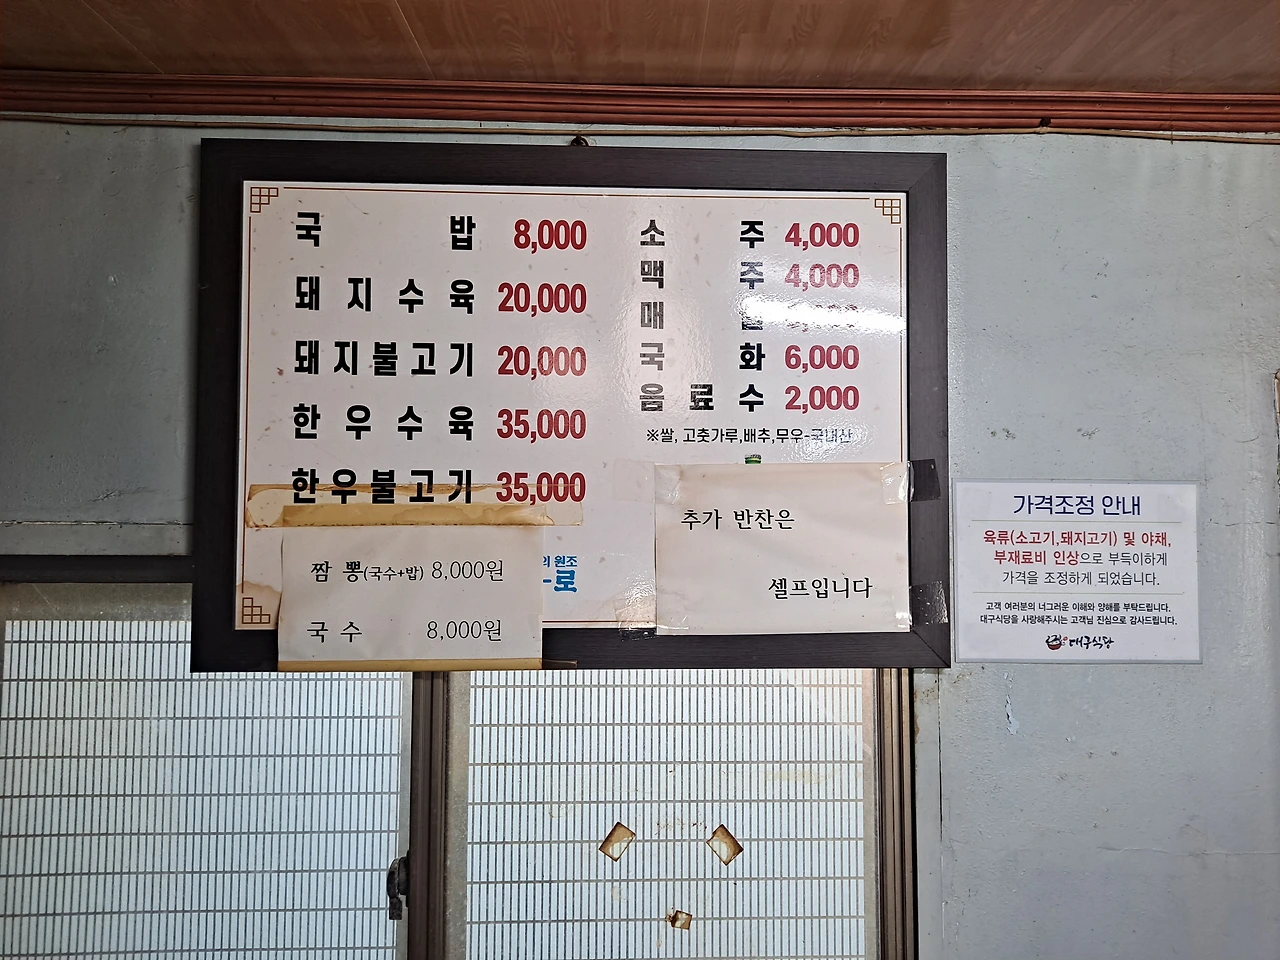 국밥 8,000
돼지수육 20,000
돼지불고기 20,000
한우수육 35,000
한우불고기 35,000
짬뽕(국수+밥) 8,000원
국수 8,000원
의 원조
로
소주 4,000
맥주 4,000
매
국화 6,000
음료수 2,000
※쌀, 고춧가루,배추,무우-국내산
추가 반찬은
셀프입니다
가격조정 안내
육류(소고기,돼지고기) 및 야채,
부재료비 인상으로 부득이하게
가격을 조정하게 되었습니다.
고객 여러분의 너그러운 이해와 양해를 부탁드립니다.
대구식당을 사랑해주시는 고객님 진심으로 감사드립니다.
대구식당